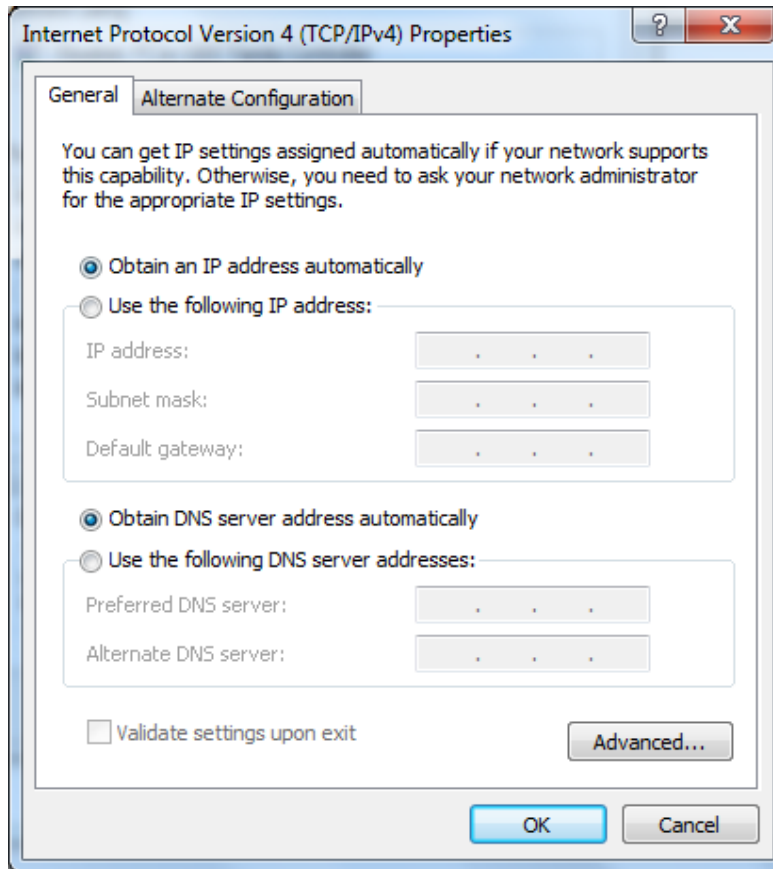 Internet Protocol Version 4 (TCP/IPv4) Properties
General
Alternate Configuration
You can get IP settings assigned automatically if your network supports
this capability. Otherwise, you need to ask your network administrator
for the appropriate IP settings.
Obtain an IP address automatically
Use the following IP address:
IP address:
. . .
Subnet mask:
. . .
Default gateway:
. . .
Obtain DNS server address automatically
Use the following DNS server addresses:
Preferred DNS server:
. . .
Alternate DNS server:
. . .
Validate settings upon exit
Advanced...
OK
Cancel